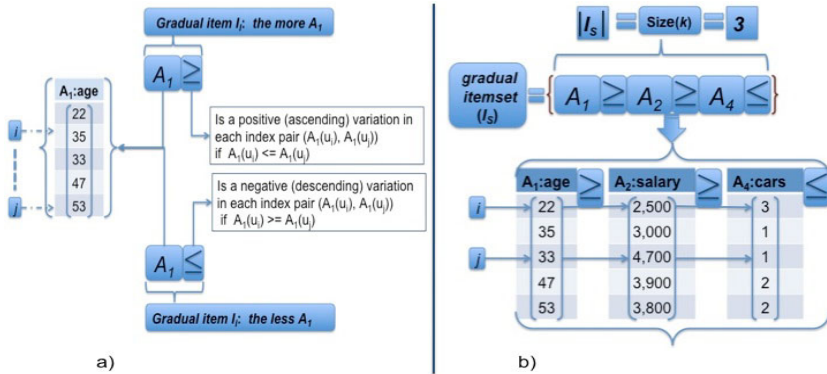 Gradual item Iᵢ: the more A₁
A₁ ≥
A₁:age
22
35
33
47
53
i
j
Is a positive (ascending) variation in
each index pair (A₁(uᵢ), A₁(uⱼ))
if A₁(uᵢ) <= A₁(uⱼ)
Is a negative (descending) variation
in each index pair (A₁(uᵢ), A₁(uⱼ))
if A₁(uᵢ) >= A₁(uⱼ)
A₁ ≤
Gradual item Iᵢ: the less A₁
a)
|Iₛ| = Size(k) = 3
gradual
itemset
(Iₛ)
= { A₁ ≥ A₂ ≥ A₄ ≤ }
A₁:age ≥ A₂:salary ≥ A₄:cars ≤
i 22 2,500 3
35 3,000 1
j 33 4,700 1
47 3,900 2
53 3,800 2
b)